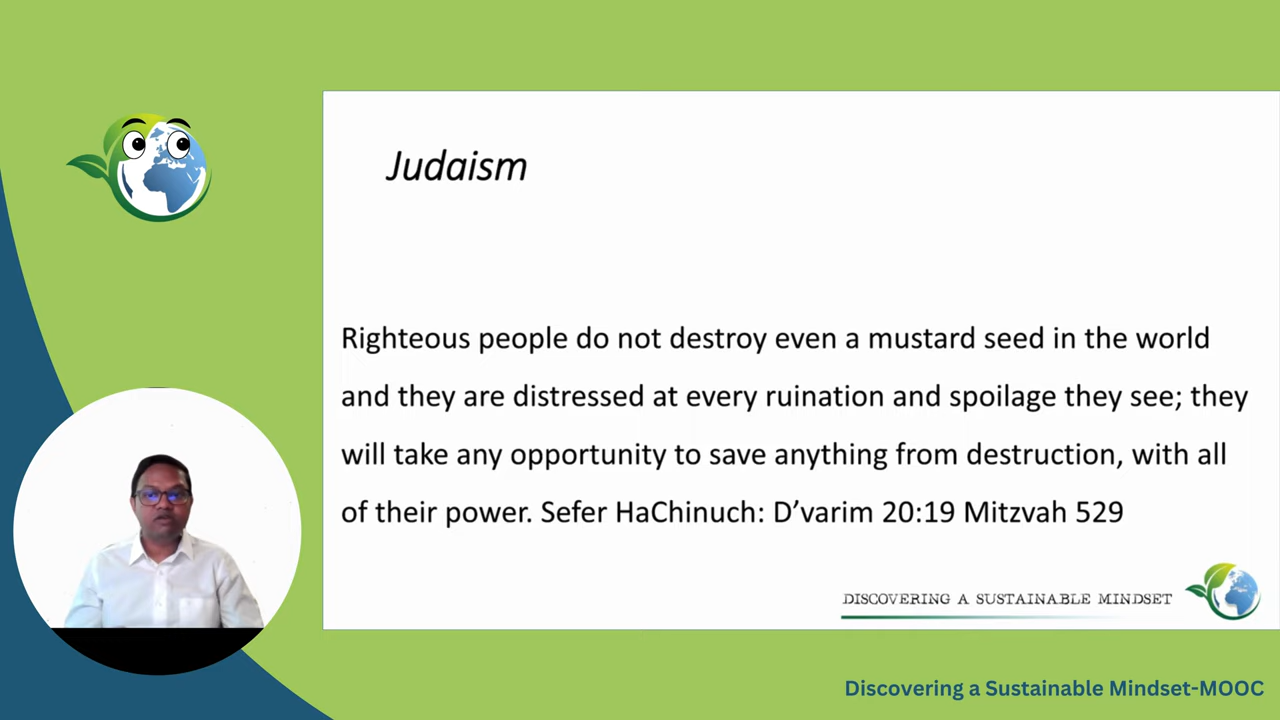 Judaism
Righteous people do not destroy even a mustard seed in the world
and they are distressed at every ruination and spoilage they see; they
will take any opportunity to save anything from destruction, with all
of their power. Sefer HaChinuch: D’varim 20:19 Mitzvah 529
DISCOVERING A SUSTAINABLE MINDSET
Discovering a Sustainable Mindset-MOOC